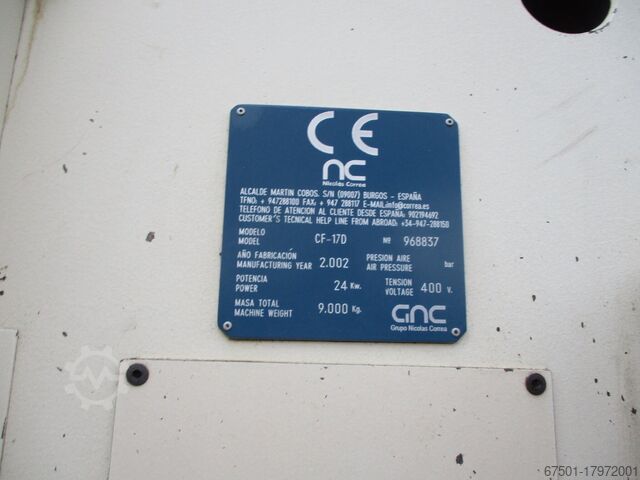 CE
nc
Nicolas Correa
ALCALDE MARTIN COBOS. S/N (09007) BURGOS - ESPAÑA
TFNO: + 947288100 FAX: + 947 288117 E-MAIL:info@correa.es
TELEFONO DE ATENCION AL CLIENTE DESDE ESPAÑA: 902194692
CUSTOMER'S TECNICAL HELP LINE FROM ABROAD: +34-947-288150
MODELO
MODEL CF-17D Nº 968837
AÑO FABRICACIÓN PRESION AIRE
MANUFACTURING YEAR 2.002 AIR PRESSURE bar
POTENCIA TENSION
POWER 24 Kw. VOLTAGE 400 V.
MASA TOTAL
MACHINE WEIGHT 9.000 Kg.
GNC
Grupo Nicolas Correa
67501-17972001